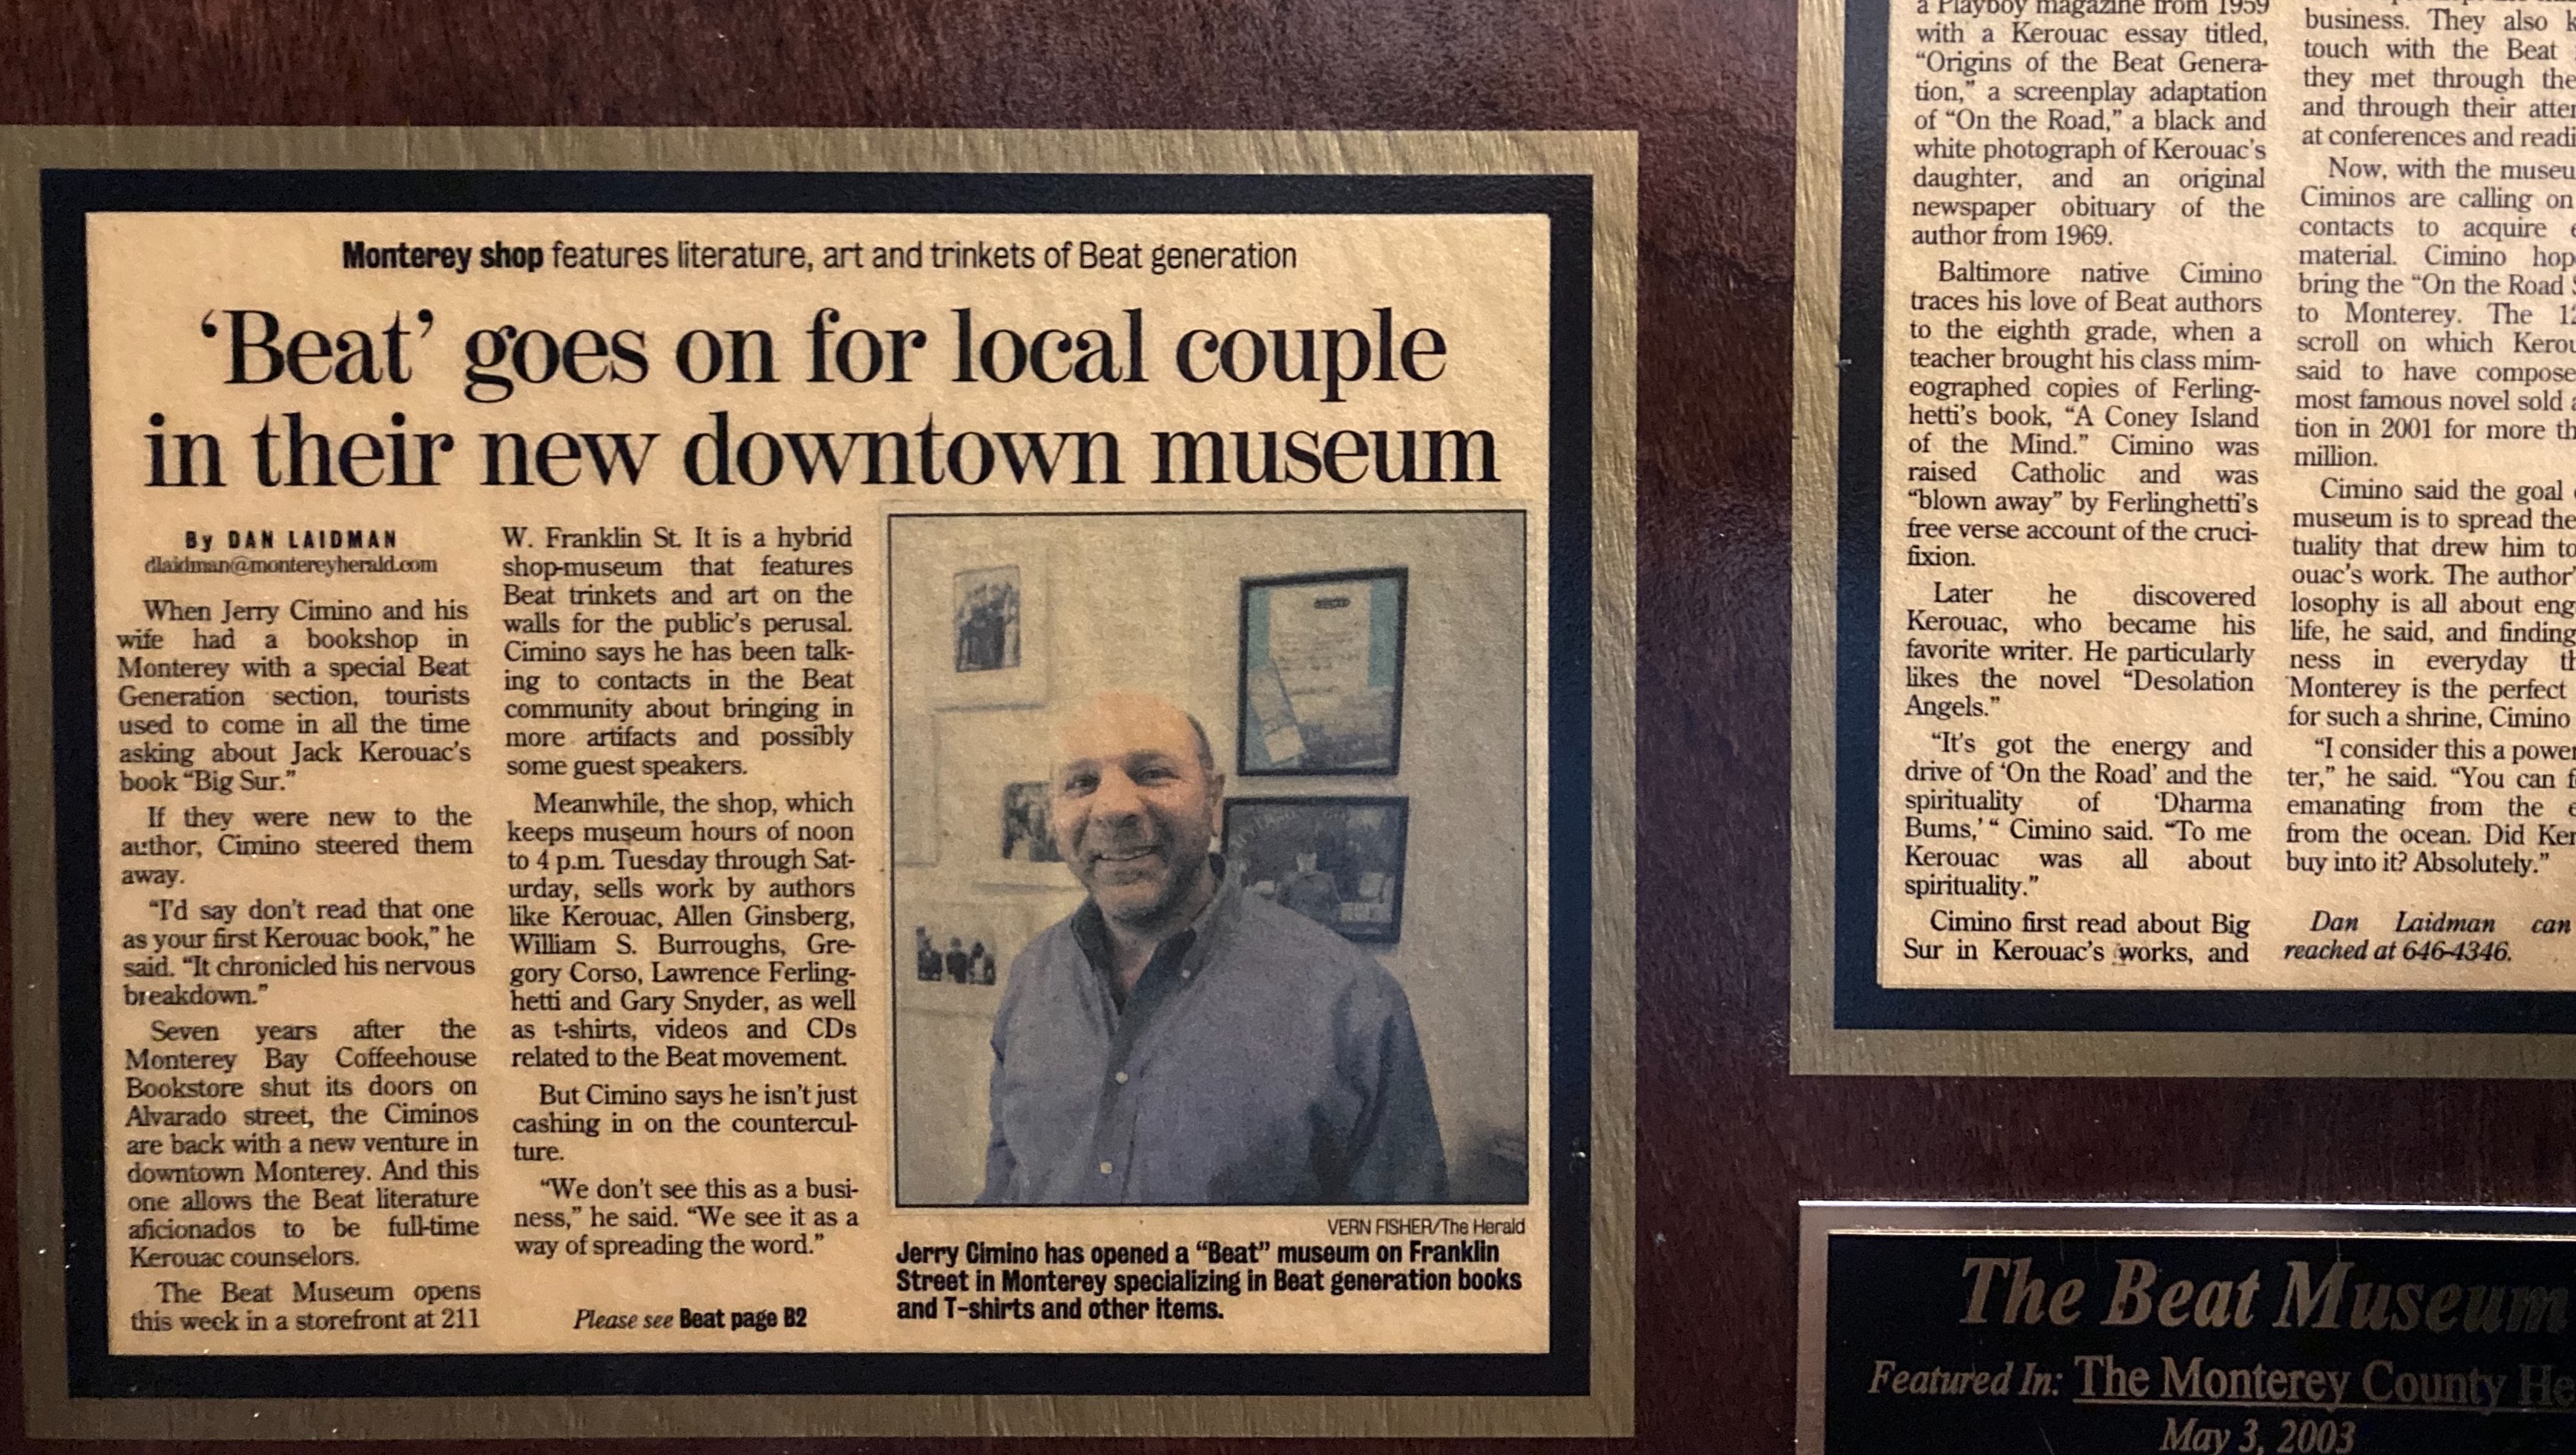 Monterey shop features literature, art and trinkets of Beat generation
‘Beat’ goes on for local couple
in their new downtown museum
By DAN LAIDMAN
dlaidman@montereyherald.com
When Jerry Cimino and his
wife had a bookshop in
Monterey with a special Beat
Generation section, tourists
used to come in all the time
asking about Jack Kerouac's
book “Big Sur.”
If they were new to the
author, Cimino steered them
away.
“I'd say don't read that one
as your first Kerouac book,” he
said. “It chronicled his nervous
breakdown.”
Seven years after the
Monterey Bay Coffeehouse
Bookstore shut its doors on
Alvarado street, the Ciminos
are back with a new venture in
downtown Monterey. And this
one allows the Beat literature
aficionados to be full-time
Kerouac counselors.
The Beat Museum opens
this week in a storefront at 211
W. Franklin St. It is a hybrid
shop-museum that features
Beat trinkets and art on the
walls for the public's perusal.
Cimino says he has been talk-
ing to contacts in the Beat
community about bringing in
more artifacts and possibly
some guest speakers.
Meanwhile, the shop, which
keeps museum hours of noon
to 4 p.m. Tuesday through Sat-
urday, sells work by authors
like Kerouac, Allen Ginsberg,
William S. Burroughs, Gre-
gory Corso, Lawrence Ferling-
hetti and Gary Snyder, as well
as t-shirts, videos and CDs
related to the Beat movement.
But Cimino says he isn't just
cashing in on the countercul-
ture.
“We don't see this as a busi-
ness,” he said. “We see it as a
way of spreading the word.”
Please see Beat page B2
VERN FISHER/The Herald
Jerry Cimino has opened a “Beat” museum on Franklin
Street in Monterey specializing in Beat generation books
and T-shirts and other items.
a Playboy magazine from 1959
with a Kerouac essay titled,
“Origins of the Beat Genera-
tion,” a screenplay adaptation
of “On the Road,” a black and
white photograph of Kerouac's
daughter, and an original
newspaper obituary of the
author from 1969.
Baltimore native Cimino
traces his love of Beat authors
to the eighth grade, when a
teacher brought his class mim-
eographed copies of Ferling-
hetti's book, “A Coney Island
of the Mind.” Cimino was
raised Catholic and was
“blown away” by Ferlinghetti's
free verse account of the cruci-
fixion.
Later he discovered
Kerouac, who became his
favorite writer. He particularly
likes the novel “Desolation
Angels.”
“It's got the energy and
drive of ‘On the Road’ and the
spirituality of ‘Dharma
Bums,’“ Cimino said. “To me
Kerouac was all about
spirituality.”
Cimino first read about Big
Sur in Kerouac's works, and
business. They also
touch with the Beat
they met through the
and through their
at conferences and
Now, with the
Ciminos are calling on
contacts to acquire
material. Cimino
bring the “On the Road
to Monterey. The
scroll on which
said to have
most famous novel sold
tion in 2001 for more
million.
Cimino said the goal
museum is to spread the
tuality that drew him to
ouac's work. The
losophy is all about
life, he said, and finding
ness in everyday
Monterey is the perfect
for such a shrine, Cimino
“I consider this a
ter,” he said. “You can
emanating from the
from the ocean. Did
buy into it? Absolutely.”
Dan Laidman can
reached at 646-4346.
The Beat Museum
Featured In: The Monterey County
May 3, 2003